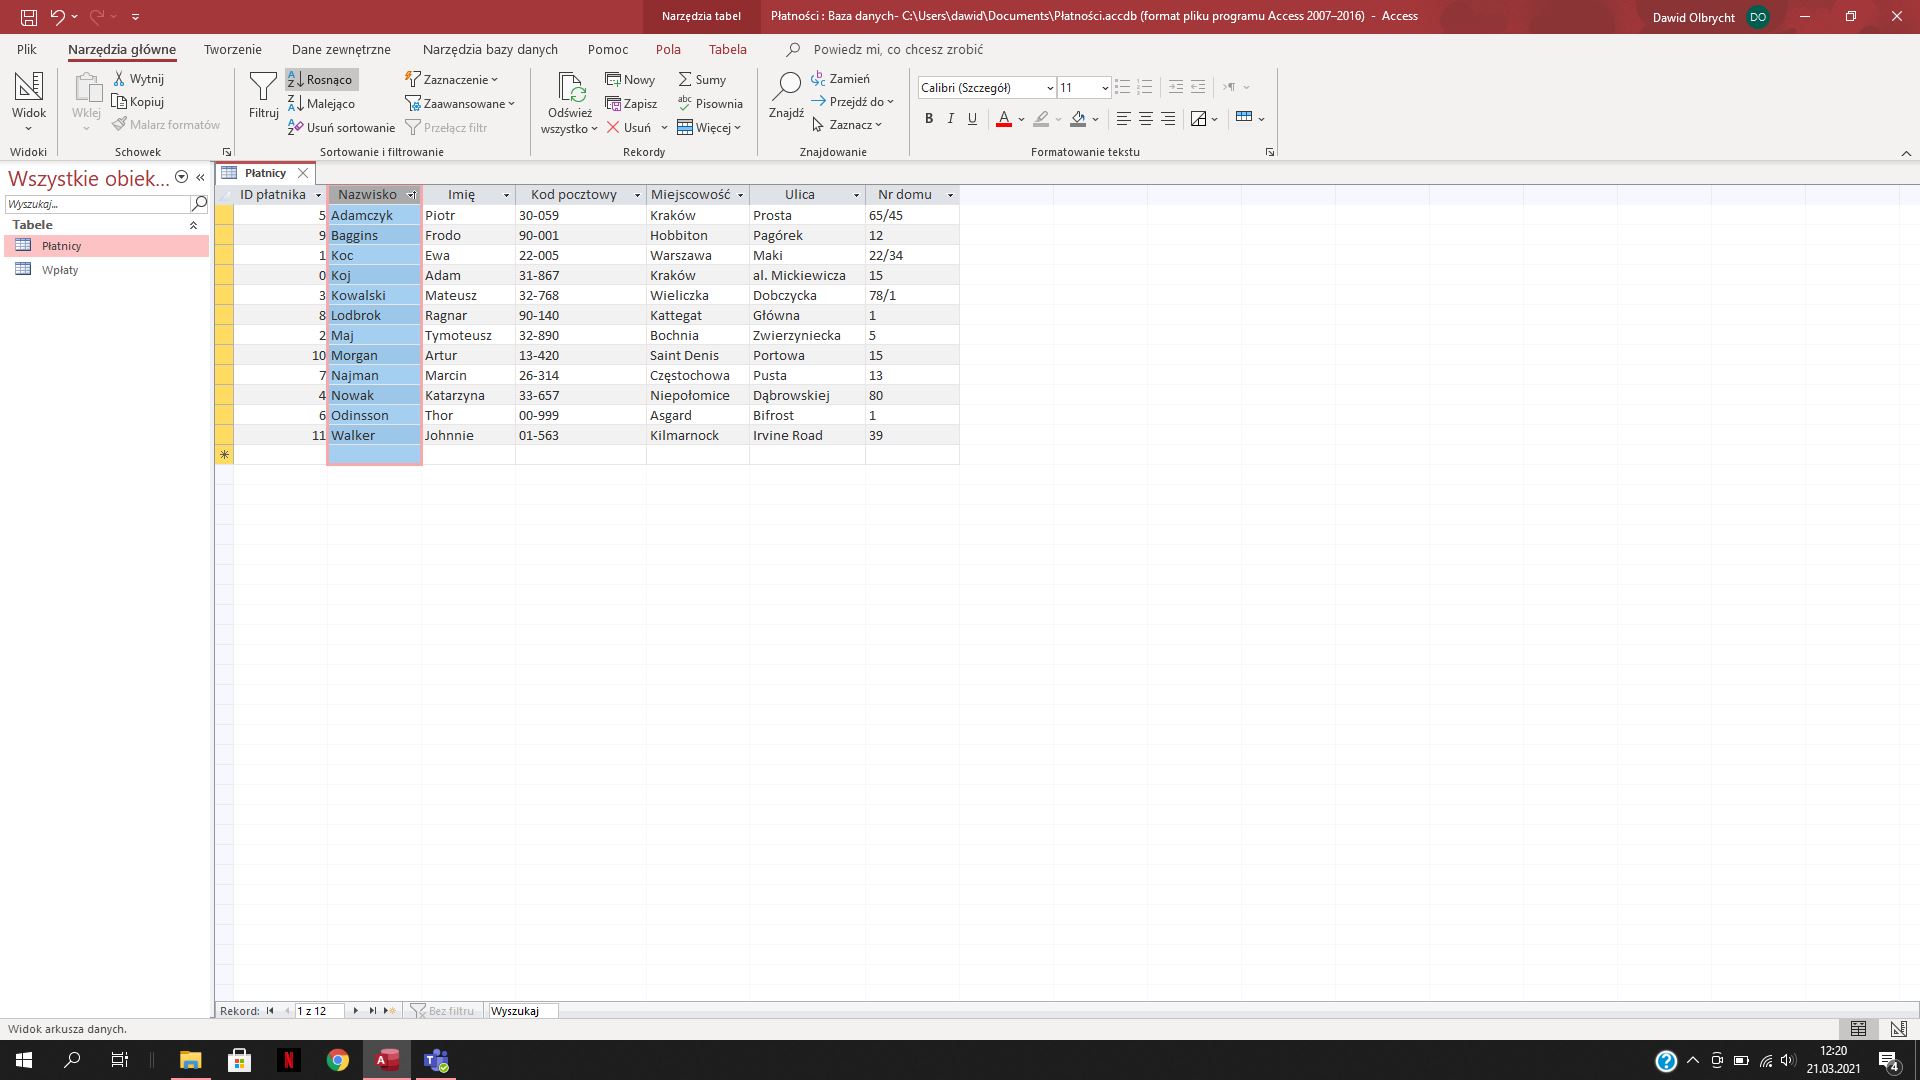 Narzędzia tabel
Płatności : Baza danych- C:\Users\dawid\Documents\Płatności.accdb (format pliku programu Access 2007–2016) - Access
Dawid Olbrycht DO
Plik Narzędzia główne Tworzenie Dane zewnętrzne Narzędzia bazy danych Pomoc Pola Tabela Powiedz mi, co chcesz zrobić
Widok
Widoki
Wklej
Wytnij
Kopiuj
Malarz formatów
Schowek
Filtruj
Rosnąco
Malejąco
Usuń sortowanie
Zaznaczenie
Zaawansowane
Przełącz filtr
Sortowanie i filtrowanie
Odśwież
wszystko
Nowy
Zapisz
Usuń
Sumy
Pisownia
Więcej
Rekordy
Znajdź
Zamień
Przejdź do
Zaznacz
Znajdowanie
Calibri (Szczegół) 11
B I U A
Formatowanie tekstu
Wszystkie obiek...
Wyszukaj...
Tabele
Płatnicy
Wpłaty
Płatnicy
ID płatnika Nazwisko Imię Kod pocztowy Miejscowość Ulica Nr domu
5 Adamczyk Piotr 30-059 Kraków Prosta 65/45
9 Baggins Frodo 90-001 Hobbiton Pagórek 12
1 Koc Ewa 22-005 Warszawa Maki 22/34
0 Koj Adam 31-867 Kraków al. Mickiewicza 15
3 Kowalski Mateusz 32-768 Wieliczka Dobczycka 78/1
8 Lodbrok Ragnar 90-140 Kattegat Główna 1
2 Maj Tymoteusz 32-890 Bochnia Zwierzyniecka 5
10 Morgan Artur 13-420 Saint Denis Portowa 15
7 Najman Marcin 26-314 Częstochowa Pusta 13
4 Nowak Katarzyna 33-657 Niepołomice Dąbrowskiej 80
6 Odinsson Thor 00-999 Asgard Bifrost 1
11 Walker Johnnie 01-563 Kilmarnock Irvine Road 39
Rekord: 1 z 12 Bez filtru Wyszukaj
Widok arkusza danych.
12:20
21.03.2021
4